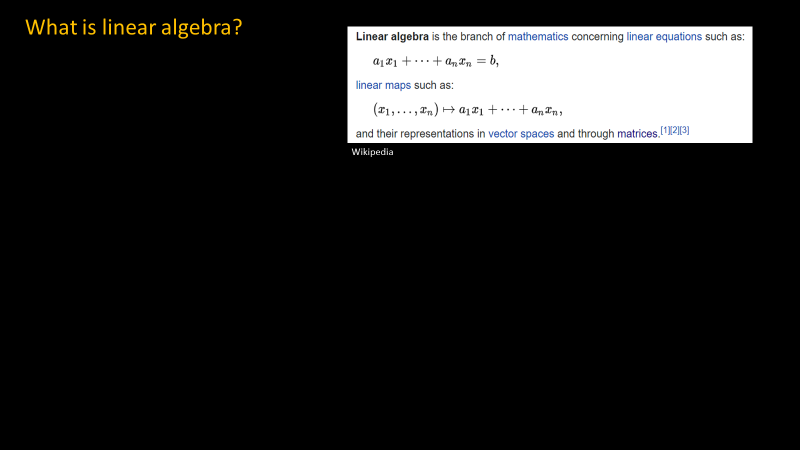 What is linear algebra?
Linear algebra is the branch of mathematics concerning linear equations such as:
a₁x₁ + ⋯ + aₙxₙ = b,
linear maps such as:
(x₁, …, xₙ) ↦ a₁x₁ + ⋯ + aₙxₙ,
and their representations in vector spaces and through matrices.[1][2][3]
Wikipedia